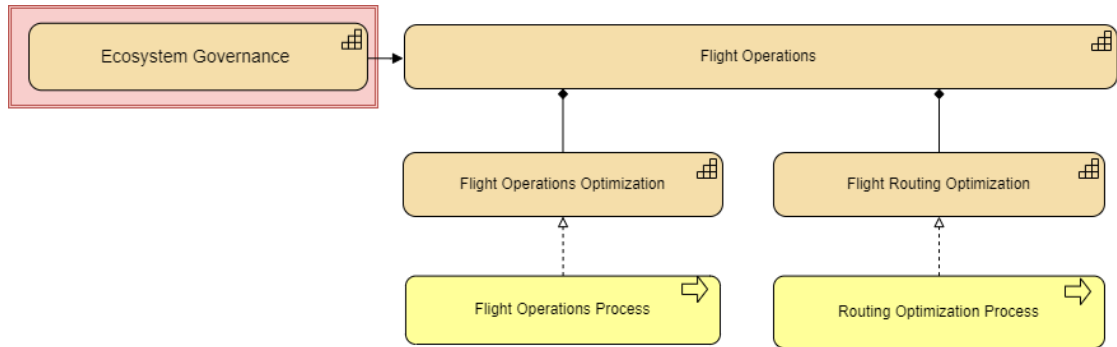 Ecosystem Governance
Flight Operations
Flight Operations Optimization
Flight Routing Optimization
Flight Operations Process
Routing Optimization Process